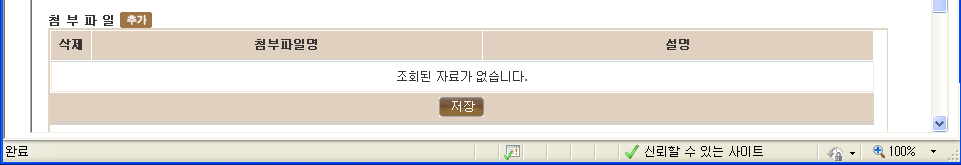 첨 부 파 일 추가
삭제 첨부파일명 설명
조회된 자료가 없습니다.
저장
완료 신뢰할 수 있는 사이트 100%